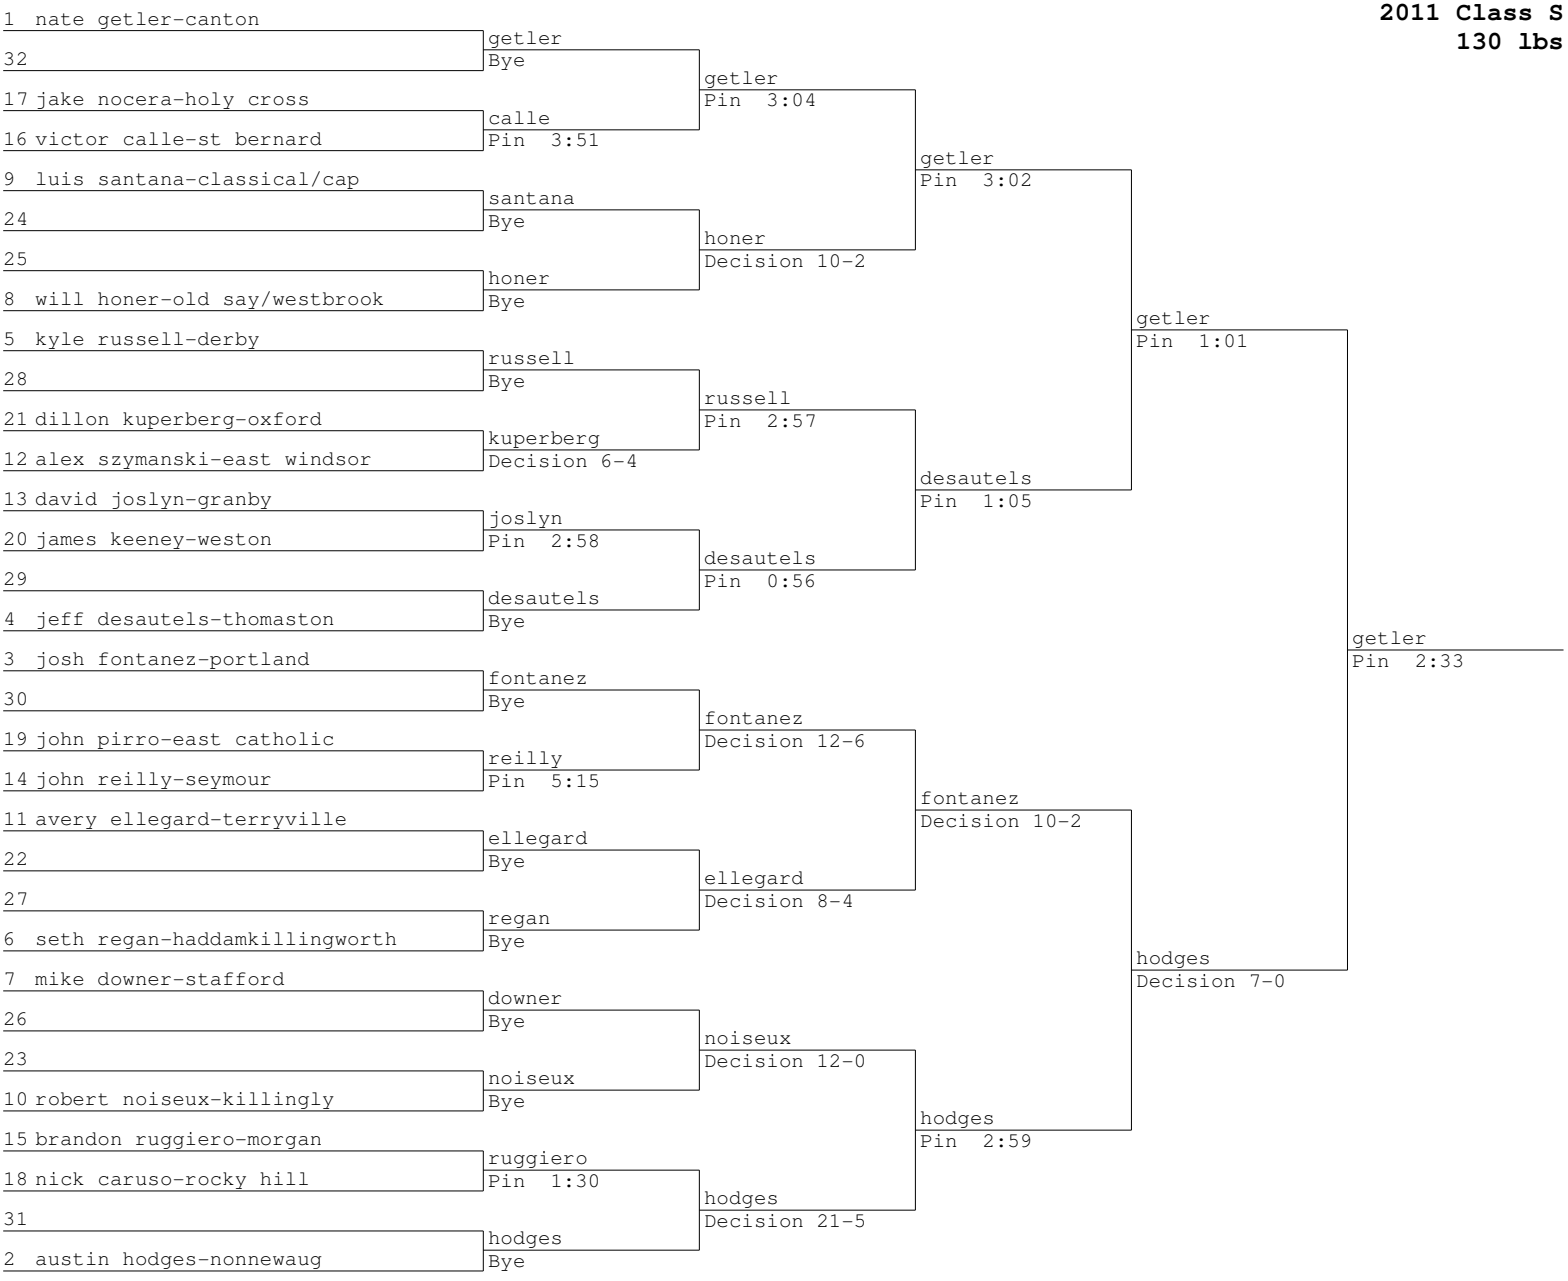 2011 Class S
130 lbs
1 nate getler-canton
32
17 jake nocera-holy cross
16 victor calle-st bernard
9 luis santana-classical/cap
24
25
8 will honer-old say/westbrook
5 kyle russell-derby
28
21 dillon kuperberg-oxford
12 alex szymanski-east windsor
13 david joslyn-granby
20 james keeney-weston
29
4 jeff desautels-thomaston
3 josh fontanez-portland
30
19 john pirro-east catholic
14 john reilly-seymour
11 avery ellegard-terryville
22
27
6 seth regan-haddamkillingworth
7 mike downer-stafford
26
23
10 robert noiseux-killingly
15 brandon ruggiero-morgan
18 nick caruso-rocky hill
31
2 austin hodges-nonnewaug
getler
Bye
calle
Pin 3:51
santana
Bye
honer
Bye
russell
Bye
kuperberg
Decision 6-4
joslyn
Pin 2:58
desautels
Bye
fontanez
Bye
reilly
Pin 5:15
ellegard
Bye
regan
Bye
downer
Bye
noiseux
Bye
ruggiero
Pin 1:30
hodges
Bye
getler
Pin 3:04
honer
Decision 10-2
russell
Pin 2:57
desautels
Pin 0:56
fontanez
Decision 12-6
ellegard
Decision 8-4
noiseux
Decision 12-0
hodges
Decision 21-5
getler
Pin 3:02
desautels
Pin 1:05
fontanez
Decision 10-2
hodges
Pin 2:59
getler
Pin 1:01
hodges
Decision 7-0
getler
Pin 2:33